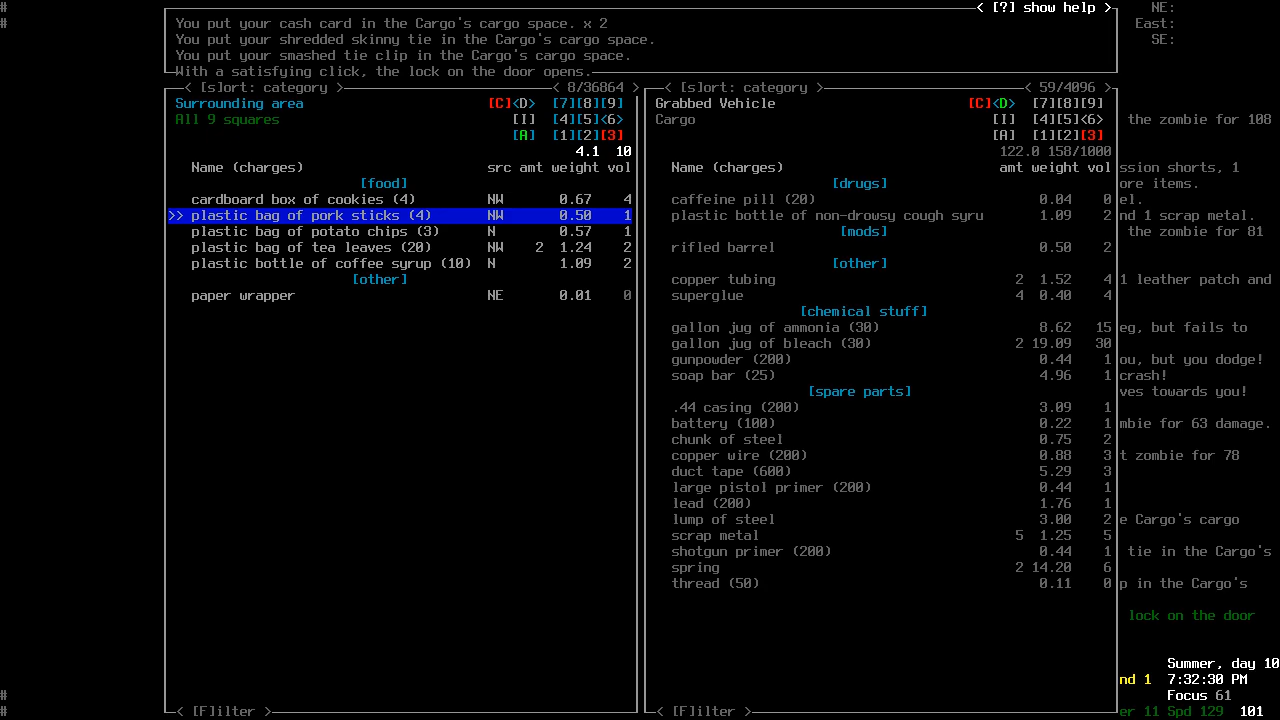 # < [?] show help > NE:
# You put your cash card in the Cargo's cargo space. x 2 East:
You put your shredded skinny tie in the Cargo's cargo space. SE:
You put your smashed tie clip in the Cargo's cargo space.
With a satisfying click, the lock on the door opens.
< [s]ort: category > < 8/36864 > < [s]ort: category > < 59/4096 >
Surrounding area [C]<D> [7][8][9] Grabbed Vehicle [C]<D> [7][8][9]
All 9 squares [I] [4][5]<6> Cargo [I] [4][5]<6> the zombie for 108
[A] [1][2][3] [A] [1][2][3]
4.1 10 122.0 158/1000
Name (charges) src amt weight vol Name (charges) amt weight vol ssion shorts, 1
[food] [drugs] ore items.
cardboard box of cookies (4) NW 0.67 4 caffeine pill (20) 0.04 0 el.
>> plastic bag of pork sticks (4) NW 0.50 1 plastic bottle of non-drowsy cough syru 1.09 2 nd 1 scrap metal.
plastic bag of potato chips (3) N 0.57 1 [mods] the zombie for 81
plastic bag of tea leaves (20) NW 2 1.24 2 rifled barrel 0.50 2
plastic bottle of coffee syrup (10) N 1.09 2 [other]
[other] copper tubing 2 1.52 4 1 leather patch and
paper wrapper NE 0.01 0 superglue 4 0.40 4
[chemical stuff]
gallon jug of ammonia (30) 8.62 15 eg, but fails to
gallon jug of bleach (30) 2 19.09 30
gunpowder (200) 0.44 1 ou, but you dodge!
soap bar (25) 4.96 1 crash!
[spare parts] ves towards you!
.44 casing (200) 3.09 1
battery (100) 0.22 1 mbie for 63 damage.
chunk of steel 0.75 2
copper wire (200) 0.88 3 t zombie for 78
duct tape (600) 5.29 3
large pistol primer (200) 0.44 1
lead (200) 1.76 1
lump of steel 3.00 2 e Cargo's cargo
scrap metal 5 1.25 5
shotgun primer (200) 0.44 1 tie in the Cargo's
spring 2 14.20 6
thread (50) 0.11 0 p in the Cargo's
lock on the door
Summer, day 10
nd 1 7:32:30 PM
# Focus 61
# < [F]ilter > < [F]ilter > er 11 Spd 129 101